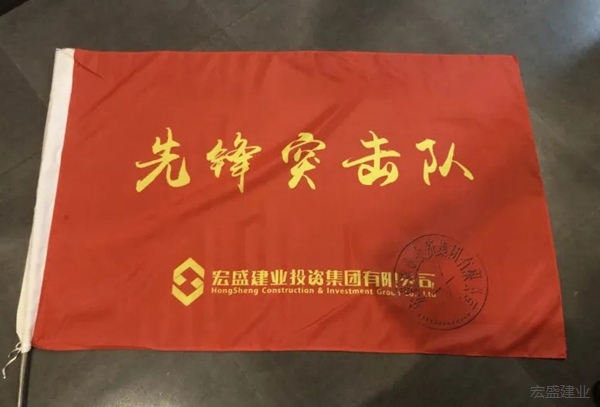 先锋突击队
宏盛建业投资集团有限公司
HongSheng Construction & Investment Group Co., Ltd
宏盛建业